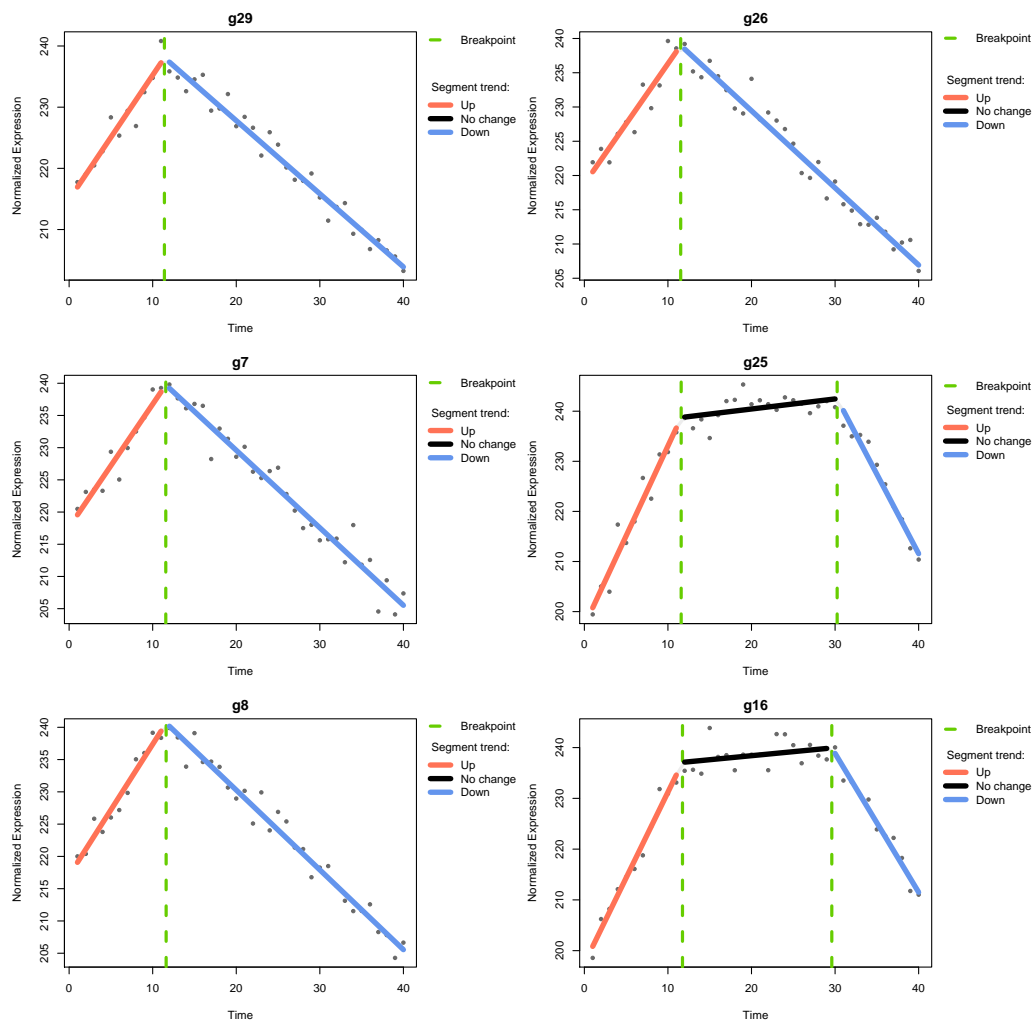 g29
Normalized Expression
240
230
220
210
0 10 20 30 40
Time
Breakpoint
Segment trend:
Up
No change
Down
g26
Normalized Expression
240
235
230
225
220
215
210
205
0 10 20 30 40
Time
Breakpoint
Segment trend:
Up
No change
Down
g7
Normalized Expression
240
235
230
225
220
215
210
205
0 10 20 30 40
Time
Breakpoint
Segment trend:
Up
No change
Down
g25
Normalized Expression
240
230
220
210
200
0 10 20 30 40
Time
Breakpoint
Segment trend:
Up
No change
Down
g8
Normalized Expression
240
235
230
225
220
215
210
205
0 10 20 30 40
Time
Breakpoint
Segment trend:
Up
No change
Down
g16
Normalized Expression
240
230
220
210
200
0 10 20 30 40
Time
Breakpoint
Segment trend:
Up
No change
Down